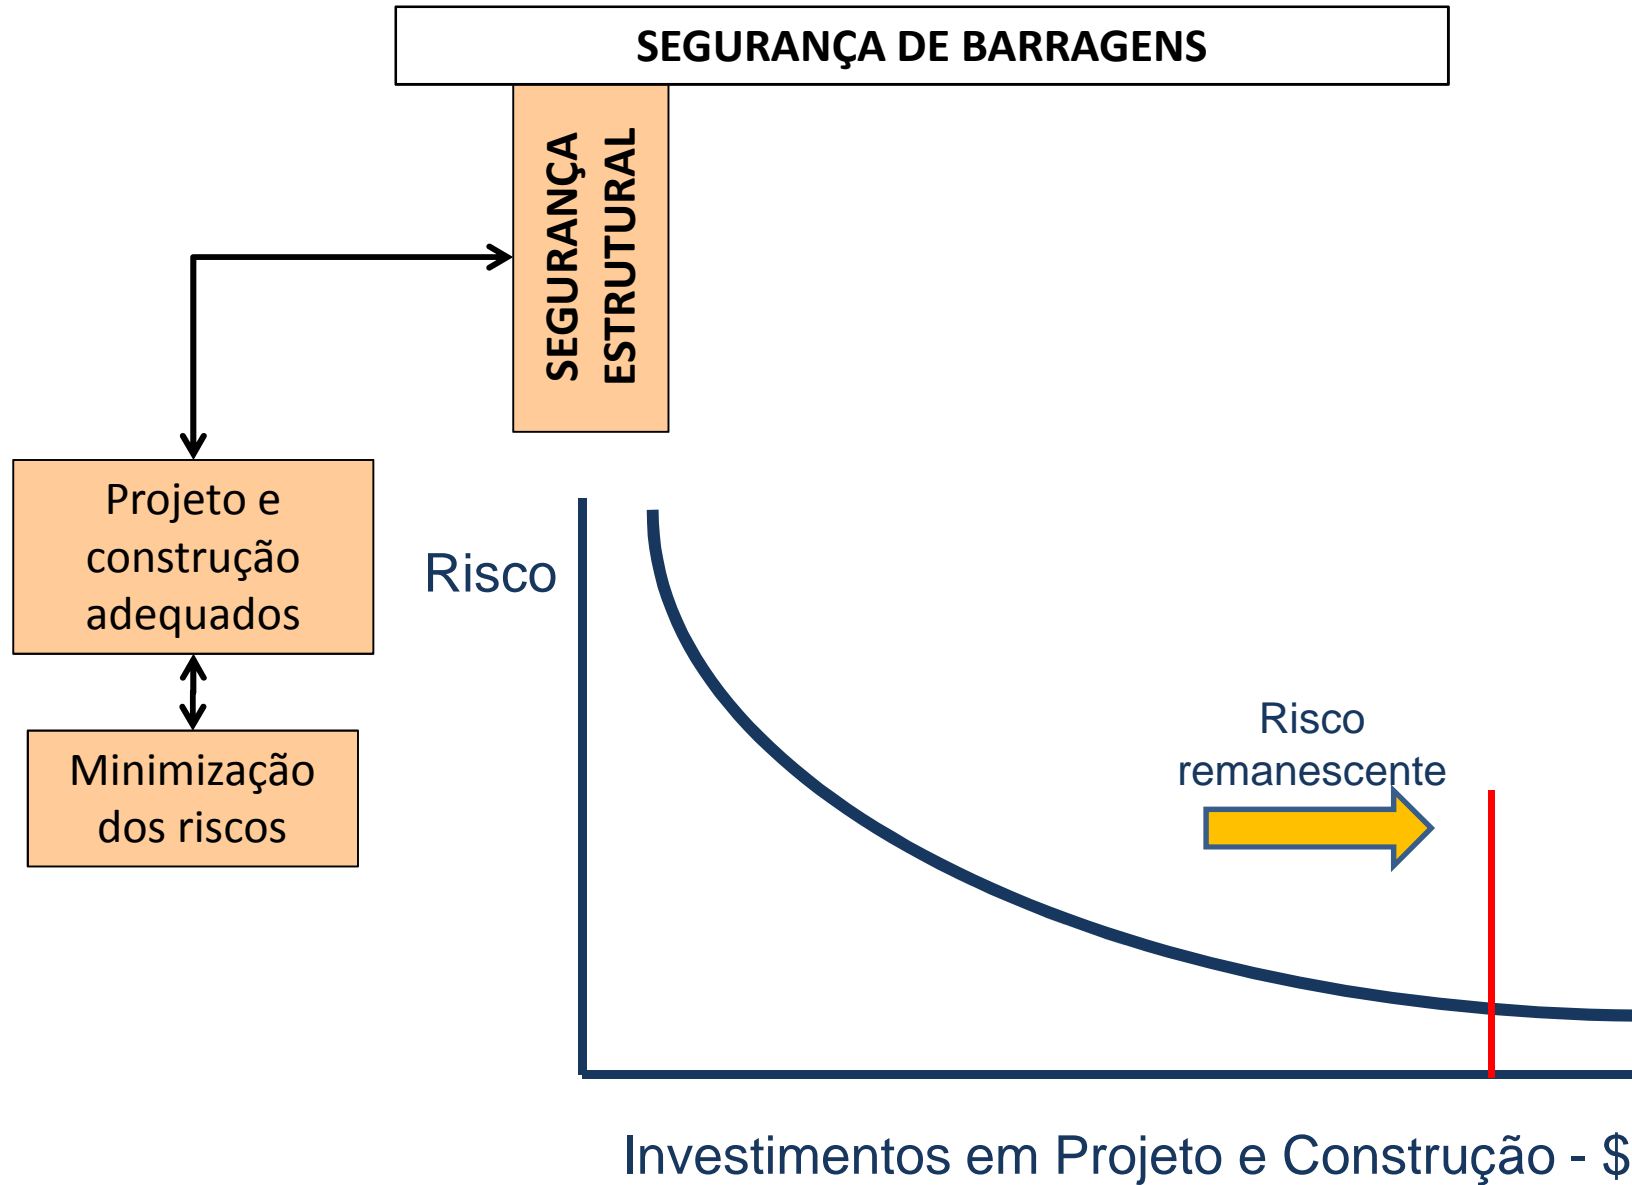 SEGURANÇA DE BARRAGENS
SEGURANÇA
ESTRUTURAL
Projeto e
construção
adequados
Minimização
dos riscos
Risco
Risco
remanescente
Investimentos em Projeto e Construção - $